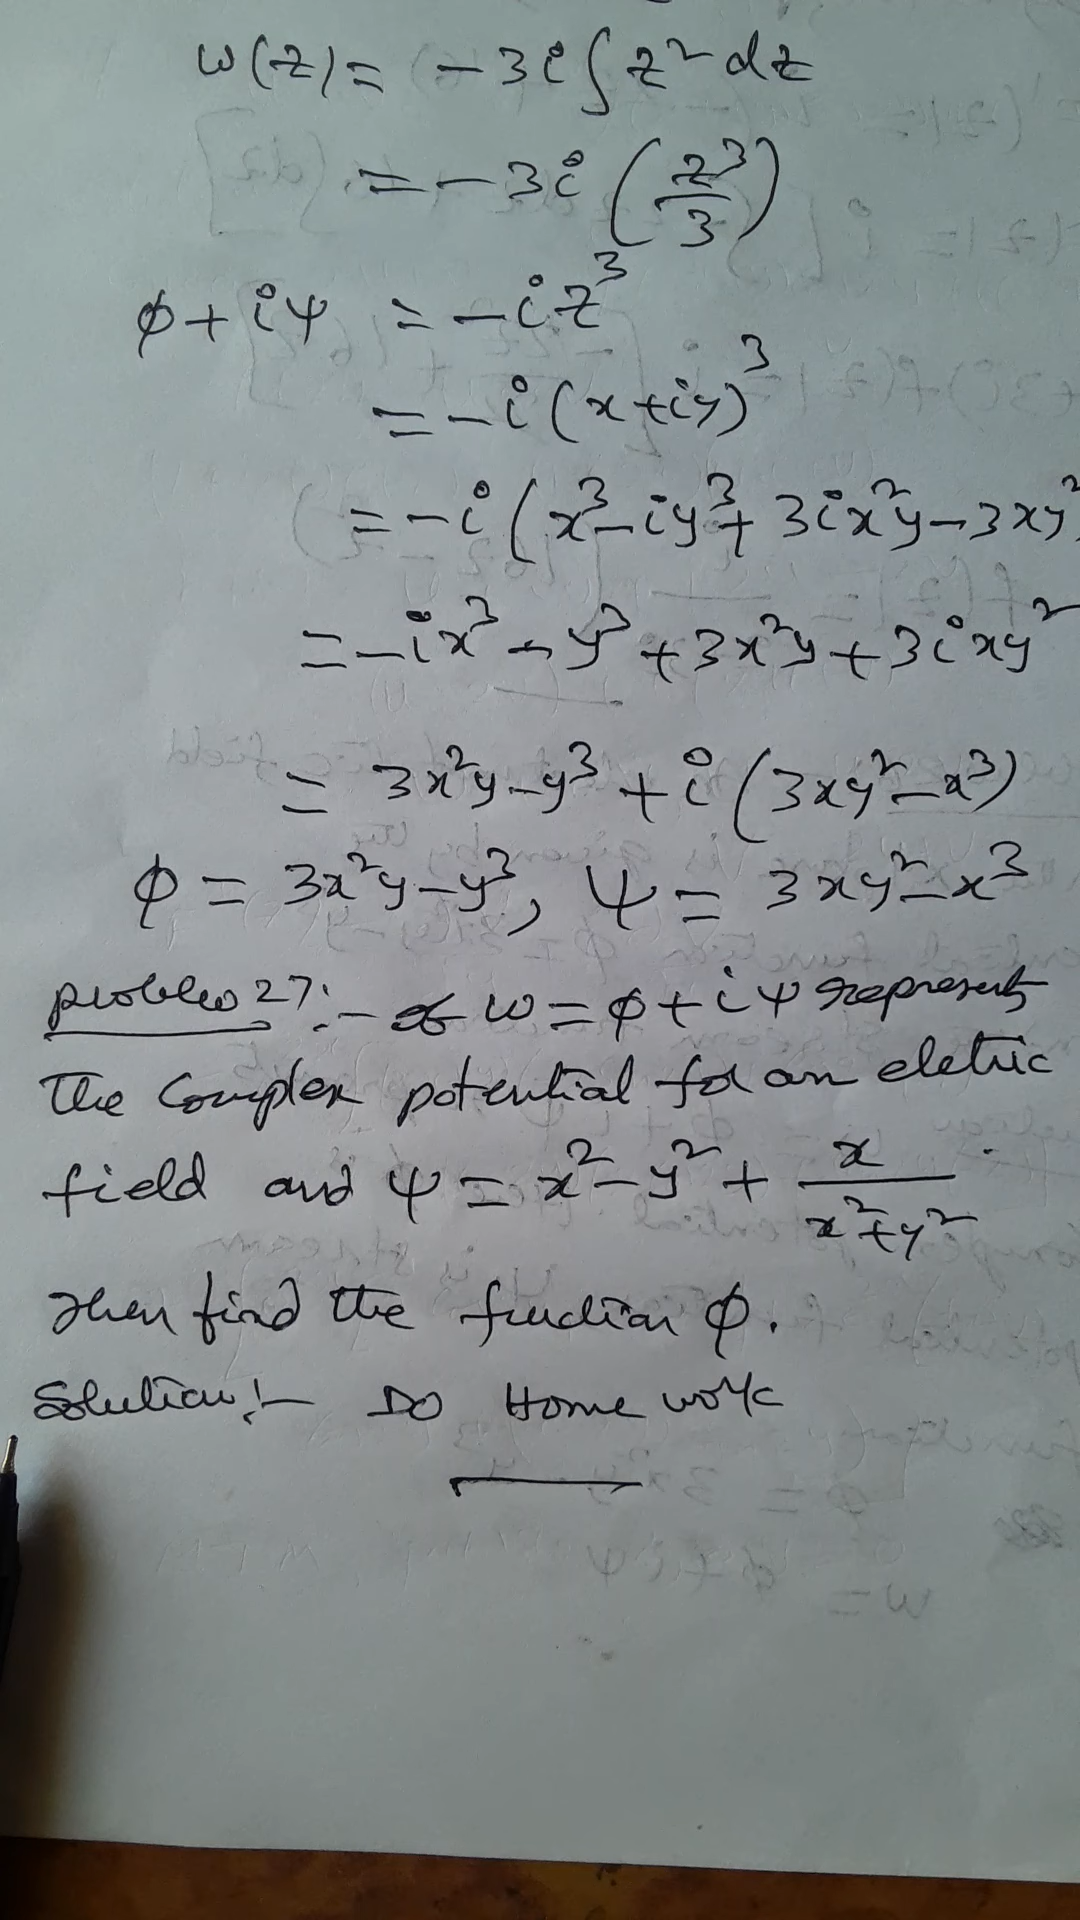 w(z) = -3i ∫ z² dz
= -3i (z³/3)
φ + iψ = -iz³
= -i(x+iy)³
= -i(x³ - iy³ + 3ix²y - 3xy²
= -ix³ - y³ + 3x²y + 3ixy²
= 3x²y - y³ + i(3xy² - x³)
φ = 3x²y - y³, ψ = 3xy² - x³
problem 27:- If w = φ + iψ represents
the Complex potential for an eletric
field and ψ = x² - y² + x/(x²+y²)
then find the function φ.
Solution:- Do Home work